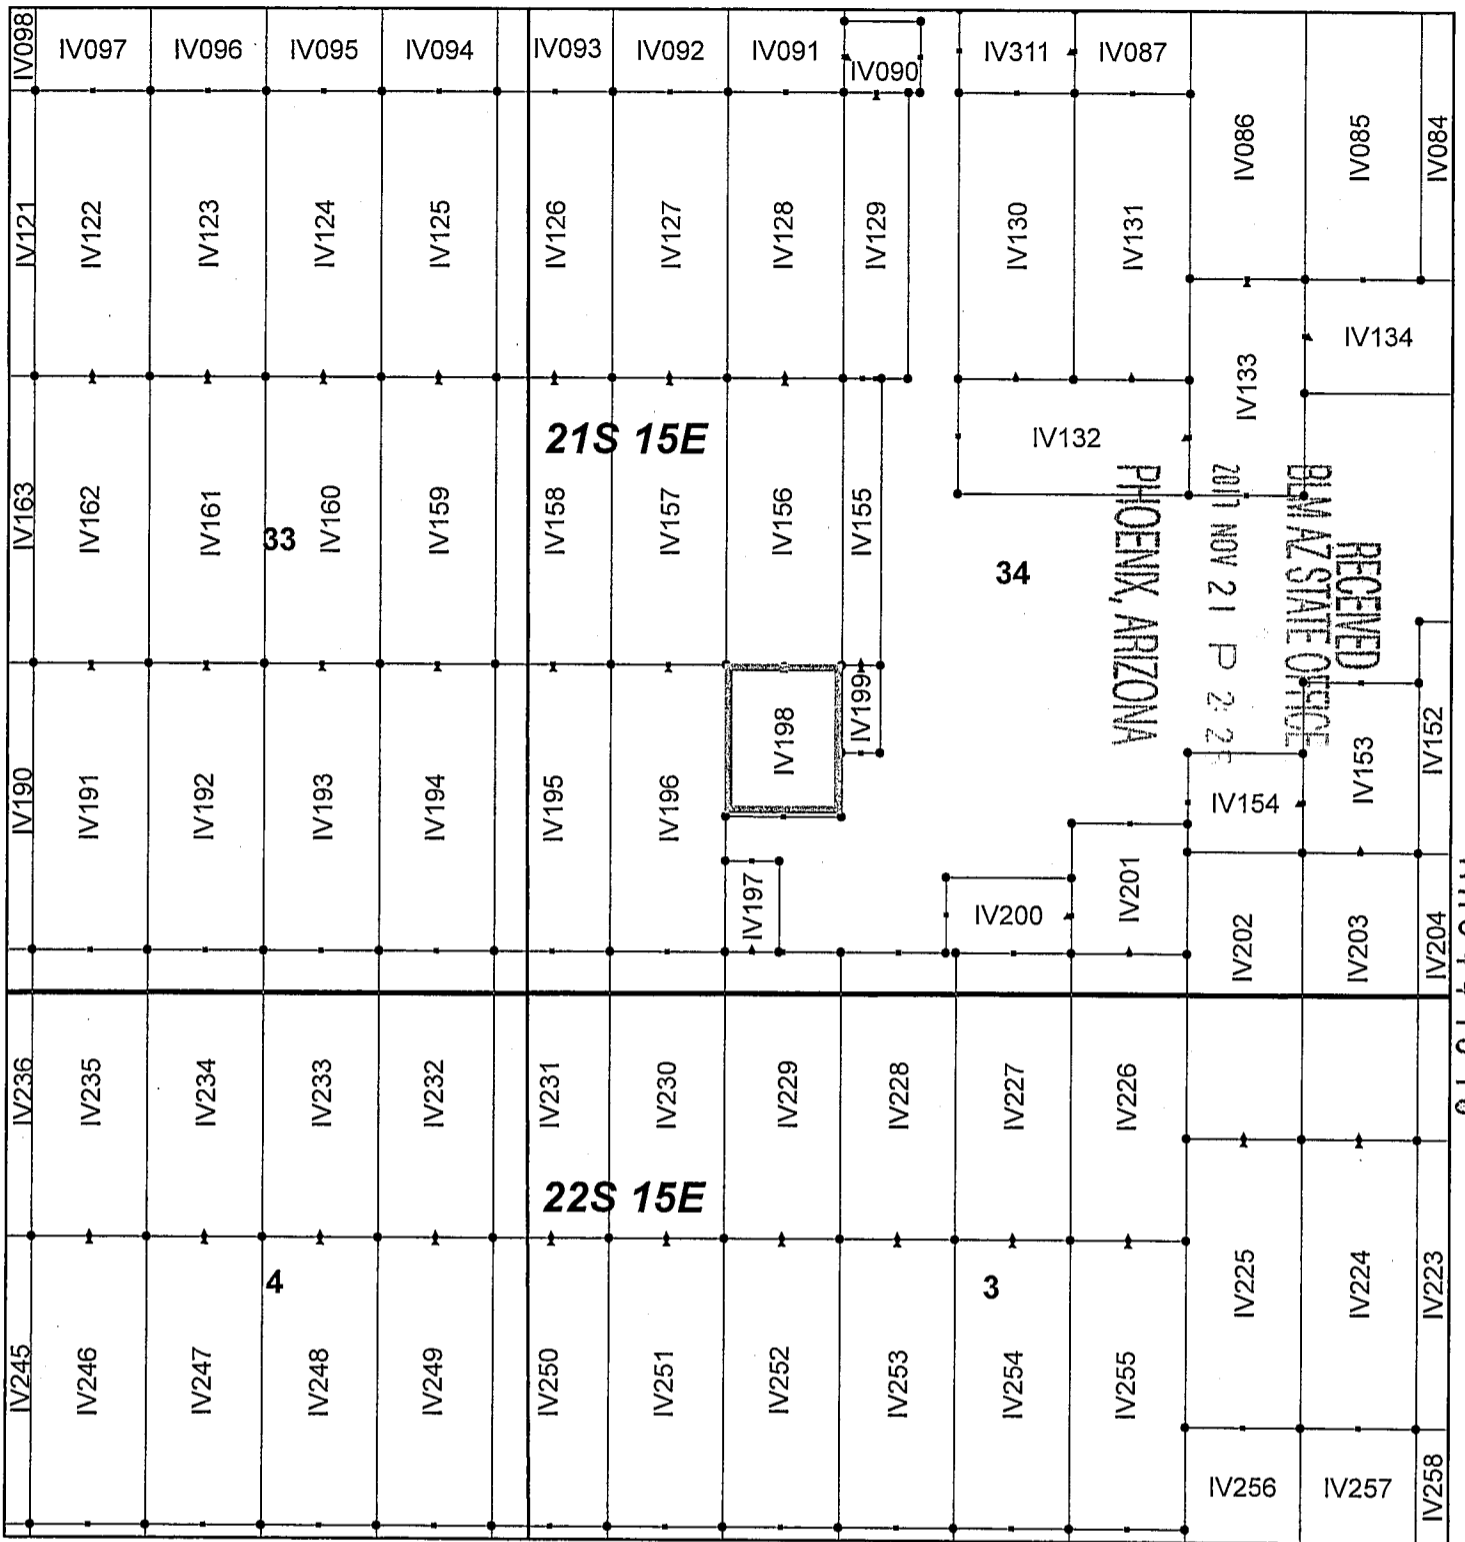 IV098 IV097 IV096 IV095 IV094 IV093 IV092 IV091 IV090 IV311 IV087
IV086 IV085 IV084
IV121 IV122 IV123 IV124 IV125 IV126 IV127 IV128 IV129 IV130 IV131
IV133 IV134
21S 15E
IV132
IV163 IV162 IV161 33 IV160 IV159 IV158 IV157 IV156 IV155
34
RECEIVED
BLM AZ STATE OFFICE
NOV 21 P
PHOENIX, ARIZONA
IV199 IV198
IV190 IV191 IV192 IV193 IV194 IV195 IV196
IV154 IV153 IV152
IV197 IV200 IV201
IV202 IV203 IV204
IV236 IV235 IV234 IV233 IV232 IV231 IV230 IV229 IV228 IV227 IV226
22S 15E
4
3
IV225 IV224 IV223
IV245 IV246 IV247 IV248 IV249 IV250 IV251 IV252 IV253 IV254 IV255
IV256 IV257 IV258